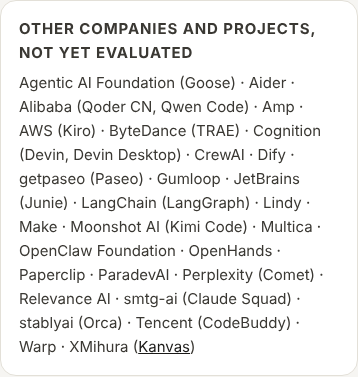 OTHER COMPANIES AND PROJECTS,
NOT YET EVALUATED
Agentic AI Foundation (Goose) · Aider ·
Alibaba (Qoder CN, Qwen Code) · Amp ·
AWS (Kiro) · ByteDance (TRAE) · Cognition
(Devin, Devin Desktop) · CrewAI · Dify ·
getpaseo (Paseo) · Gumloop · JetBrains
(Junie) · LangChain (LangGraph) · Lindy ·
Make · Moonshot AI (Kimi Code) · Multica ·
OpenClaw Foundation · OpenHands ·
Paperclip · ParadevAI · Perplexity (Comet) ·
Relevance AI · smtg-ai (Claude Squad) ·
stablyai (Orca) · Tencent (CodeBuddy) ·
Warp · XMihura (Kanvas)